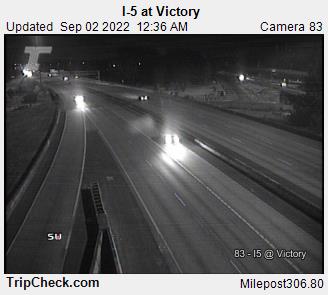 I-5 at Victory
Updated Sep 02 2022 12:36 AM Camera 83
SW
83 - I5 @ Victory
TripCheck.com Milepost306.80